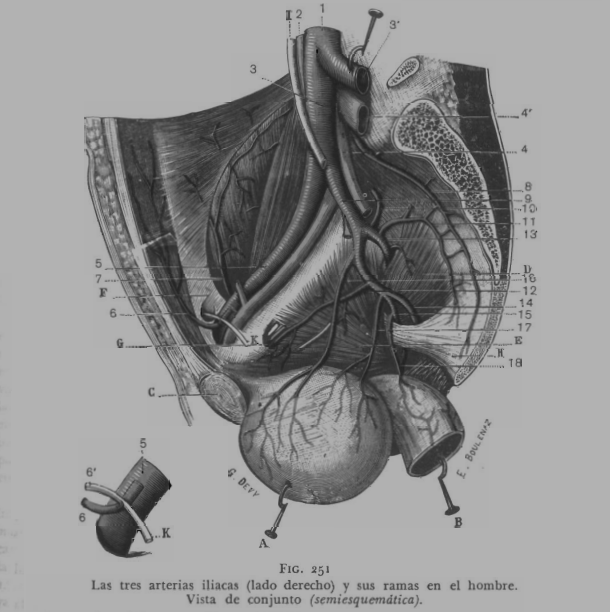 I 2 1
3'
3
4'
4
8
9
10
11
13
5
D
7
16
F
12
14
6
15
17
G
K
E
H
18
C
G. DEVY
E. BOULENAZ
A
B
5
6'
6
K
FIG. 251
Las tres arterias ilíacas (lado derecho) y sus ramas en el hombre.
Vista de conjunto (semiesquemática).